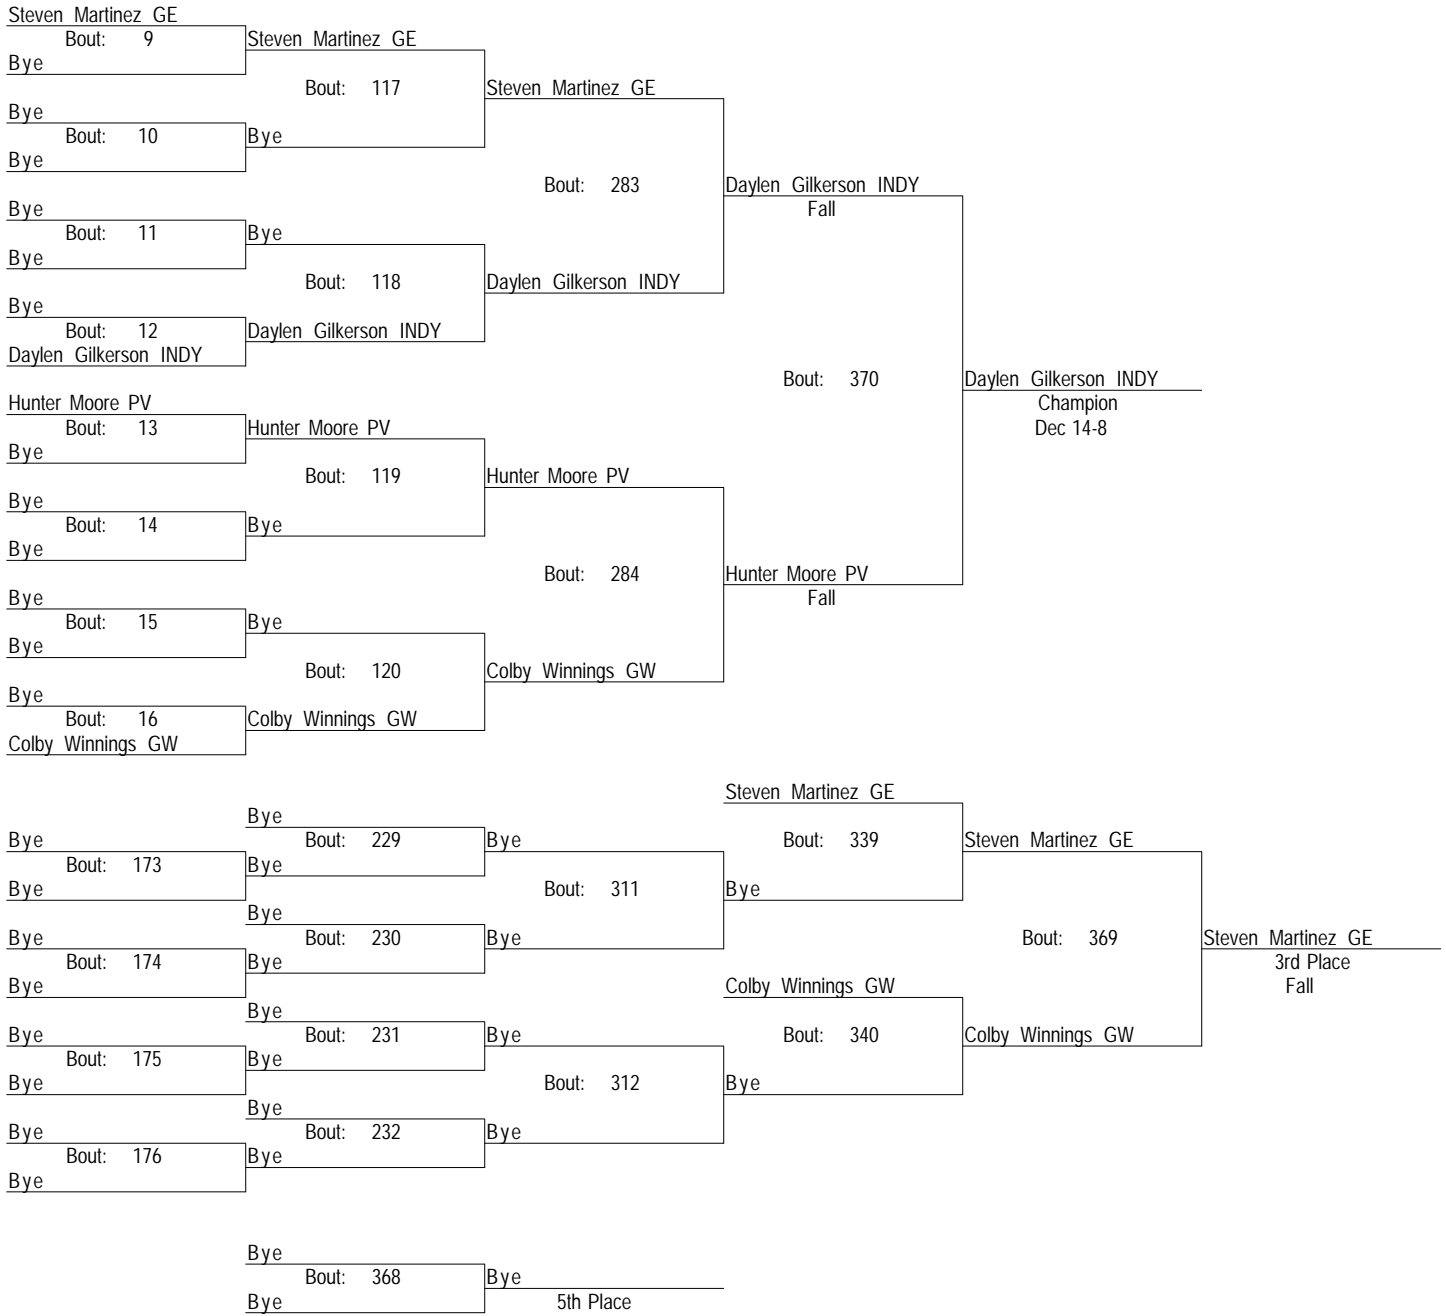 Steven Martinez GE
Bout: 9
Steven Martinez GE
Bye
Bout: 117
Steven Martinez GE
Bye
Bout: 10
Bye
Bye
Bout: 283
Daylen Gilkerson INDY
Fall
Bye
Bout: 11
Bye
Bye
Bout: 118
Daylen Gilkerson INDY
Bye
Bout: 12
Daylen Gilkerson INDY
Daylen Gilkerson INDY
Bout: 370
Daylen Gilkerson INDY
Champion
Dec 14-8
Hunter Moore PV
Bout: 13
Hunter Moore PV
Bye
Bout: 119
Hunter Moore PV
Bye
Bout: 14
Bye
Bye
Bout: 284
Hunter Moore PV
Fall
Bye
Bout: 15
Bye
Bye
Bout: 120
Colby Winnings GW
Bye
Bout: 16
Colby Winnings GW
Colby Winnings GW
Steven Martinez GE
Bye
Bye
Bout: 229
Bye
Bout: 339
Steven Martinez GE
Bout: 173
Bye
Bye
Bout: 311
Bye
Bye
Bye
Bout: 230
Bye
Bout: 369
Steven Martinez GE
3rd Place
Fall
Bout: 174
Bye
Bye
Colby Winnings GW
Bye
Bye
Bout: 231
Bye
Bout: 340
Colby Winnings GW
Bout: 175
Bye
Bye
Bout: 312
Bye
Bye
Bye
Bout: 232
Bye
Bout: 176
Bye
Bye
Bye
Bout: 368
Bye
Bye
5th Place